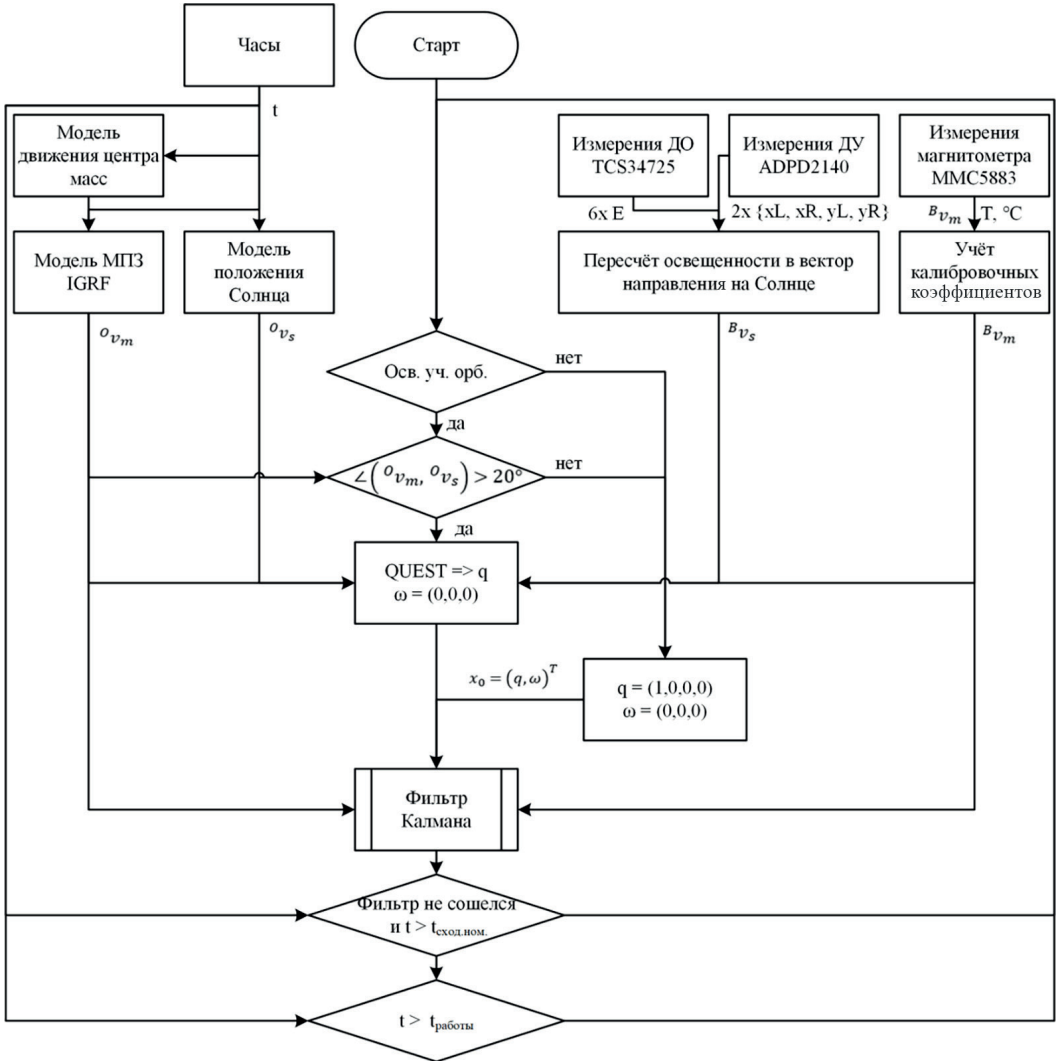 Часы
Старт
t
Модель
движения центра
масс
Измерения ДО
TCS34725
Измерения ДУ
ADPD2140
Измерения
магнитометра
MMC5883
6x E
2x {xL, xR, yL, yR}
ᴮv_m
T, °C
Модель МПЗ
IGRF
Модель
положения
Солнца
Пересчёт освещенности в вектор
направления на Солнце
Учёт
калибровочных
коэффициентов
ᴼv_m
ᴼv_s
ᴮv_s
ᴮv_m
Осв. уч. орб.
нет
да
∠(ᴼv_m, ᴼv_s) > 20°
нет
да
QUEST => q
ω = (0,0,0)
x₀ = (q, ω)ᵀ
q = (1,0,0,0)
ω = (0,0,0)
Фильтр
Калмана
Фильтр не сошелся
и t > tсход.ном.
t > tработы